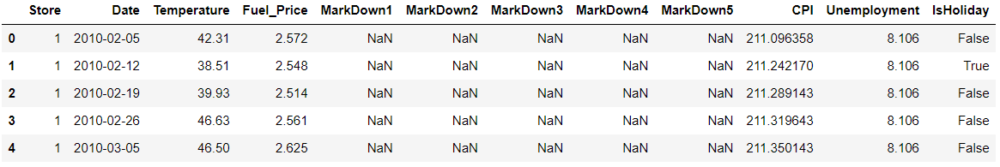 Store Date Temperature Fuel_Price MarkDown1 MarkDown2 MarkDown3 MarkDown4 MarkDown5 CPI Unemployment IsHoliday
0 1 2010-02-05 42.31 2.572 NaN NaN NaN NaN NaN 211.096358 8.106 False
1 1 2010-02-12 38.51 2.548 NaN NaN NaN NaN NaN 211.242170 8.106 True
2 1 2010-02-19 39.93 2.514 NaN NaN NaN NaN NaN 211.289143 8.106 False
3 1 2010-02-26 46.63 2.561 NaN NaN NaN NaN NaN 211.319643 8.106 False
4 1 2010-03-05 46.50 2.625 NaN NaN NaN NaN NaN 211.350143 8.106 False